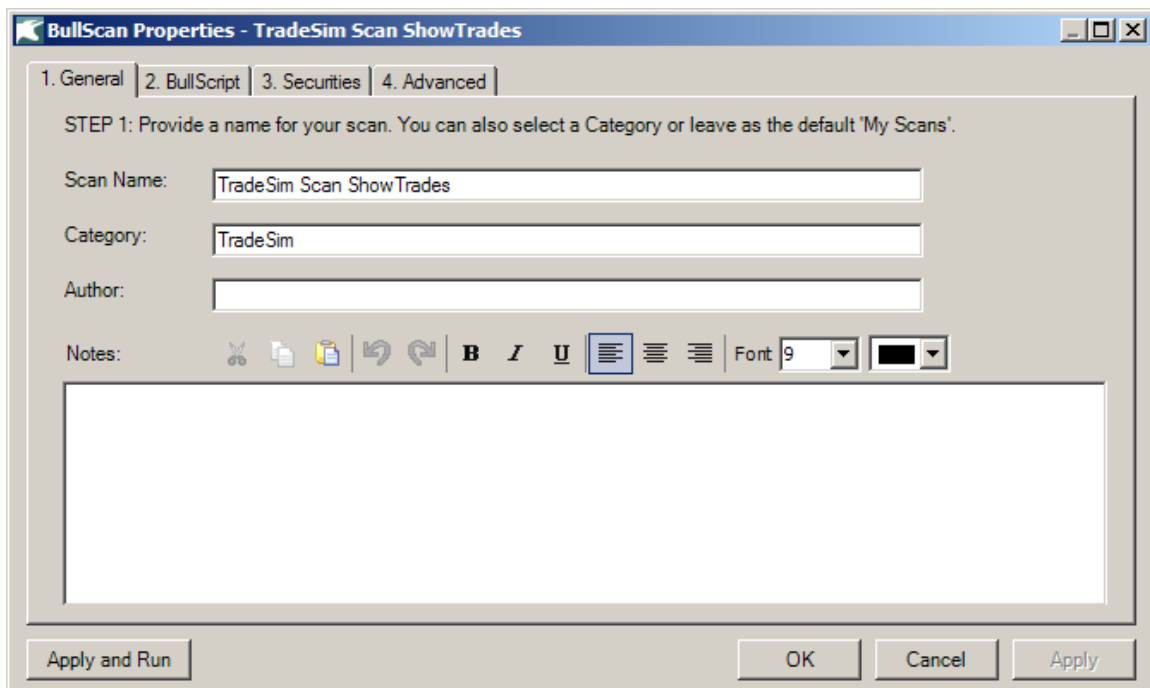 BullScan Properties - TradeSim Scan ShowTrades
1. General 2. BullScript 3. Securities 4. Advanced
STEP 1: Provide a name for your scan. You can also select a Category or leave as the default 'My Scans'.
Scan Name: TradeSim Scan ShowTrades
Category: TradeSim
Author:
Notes: B I U Font 9
Apply and Run OK Cancel Apply